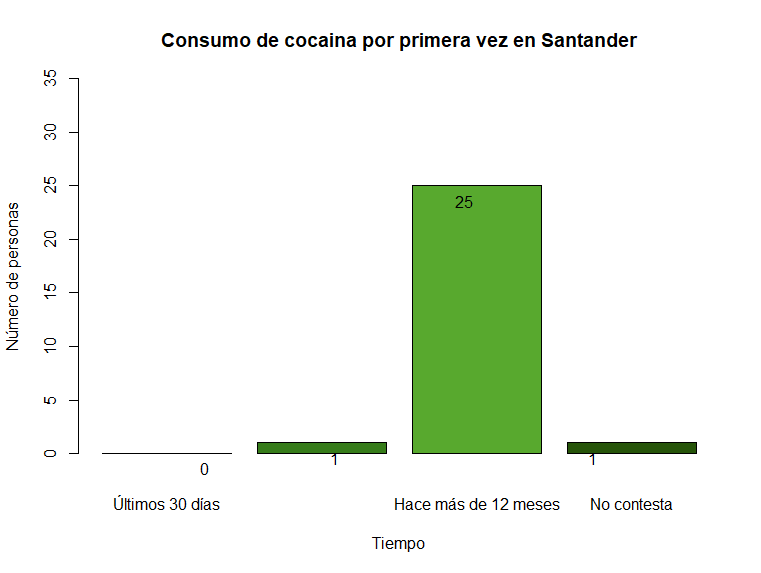 Consumo de cocaina por primera vez en Santander
Número de personas
35
30
25
20
15
10
5
0
25
0
1
1
Últimos 30 días
Hace más de 12 meses
No contesta
Tiempo